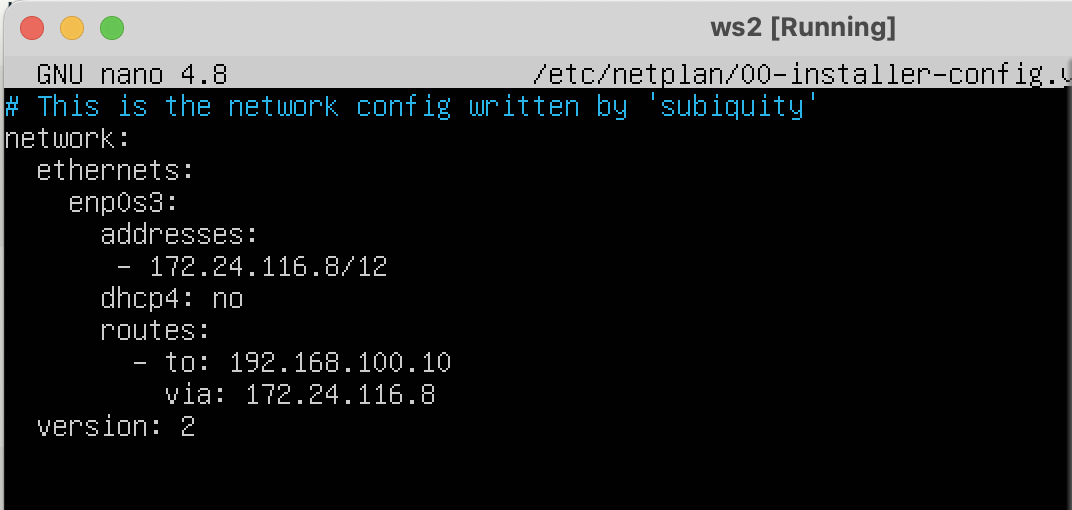 ws2 [Running]
GNU nano 4.8 /etc/netplan/00-installer-config.y
# This is the network config written by 'subiquity'
network:
  ethernets:
    enp0s3:
      addresses:
       - 172.24.116.8/12
      dhcp4: no
      routes:
        - to: 192.168.100.10
          via: 172.24.116.8
  version: 2